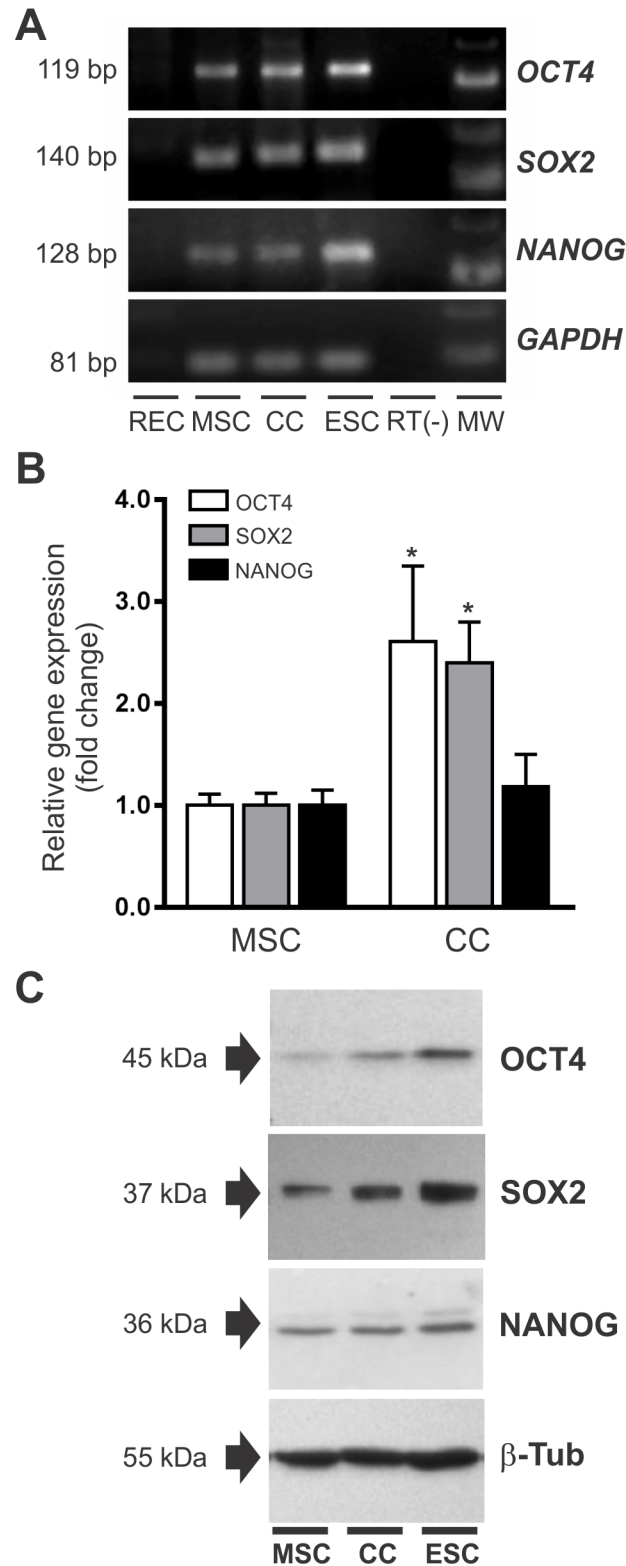 A
119 bp OCT4
140 bp SOX2
128 bp NANOG
81 bp GAPDH
REC MSC CC ESC RT(-) MW
B
Relative gene expression
(fold change)
4.0
3.0
2.0
1.0
0.0
OCT4
SOX2
NANOG
* *
MSC CC
C
45 kDa OCT4
37 kDa SOX2
36 kDa NANOG
55 kDa β-Tub
MSC CC ESC